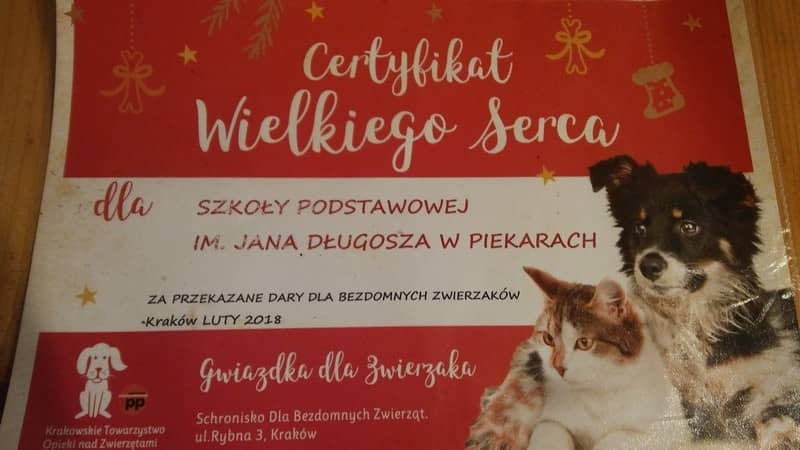 Certyfikat
Wielkiego Serca
dla SZKOŁY PODSTAWOWEJ
IM. JANA DŁUGOSZA W PIEKARACH
ZA PRZEKAZANE DARY DLA BEZDOMNYCH ZWIERZAKÓW
Kraków LUTY 2018
Gwiazdka dla Zwierzaka
Schronisko Dla Bezdomnych Zwierząt.
ul.Rybna 3, Kraków
pp
Krakowskie Towarzystwo
Opieki nad Zwierzętami